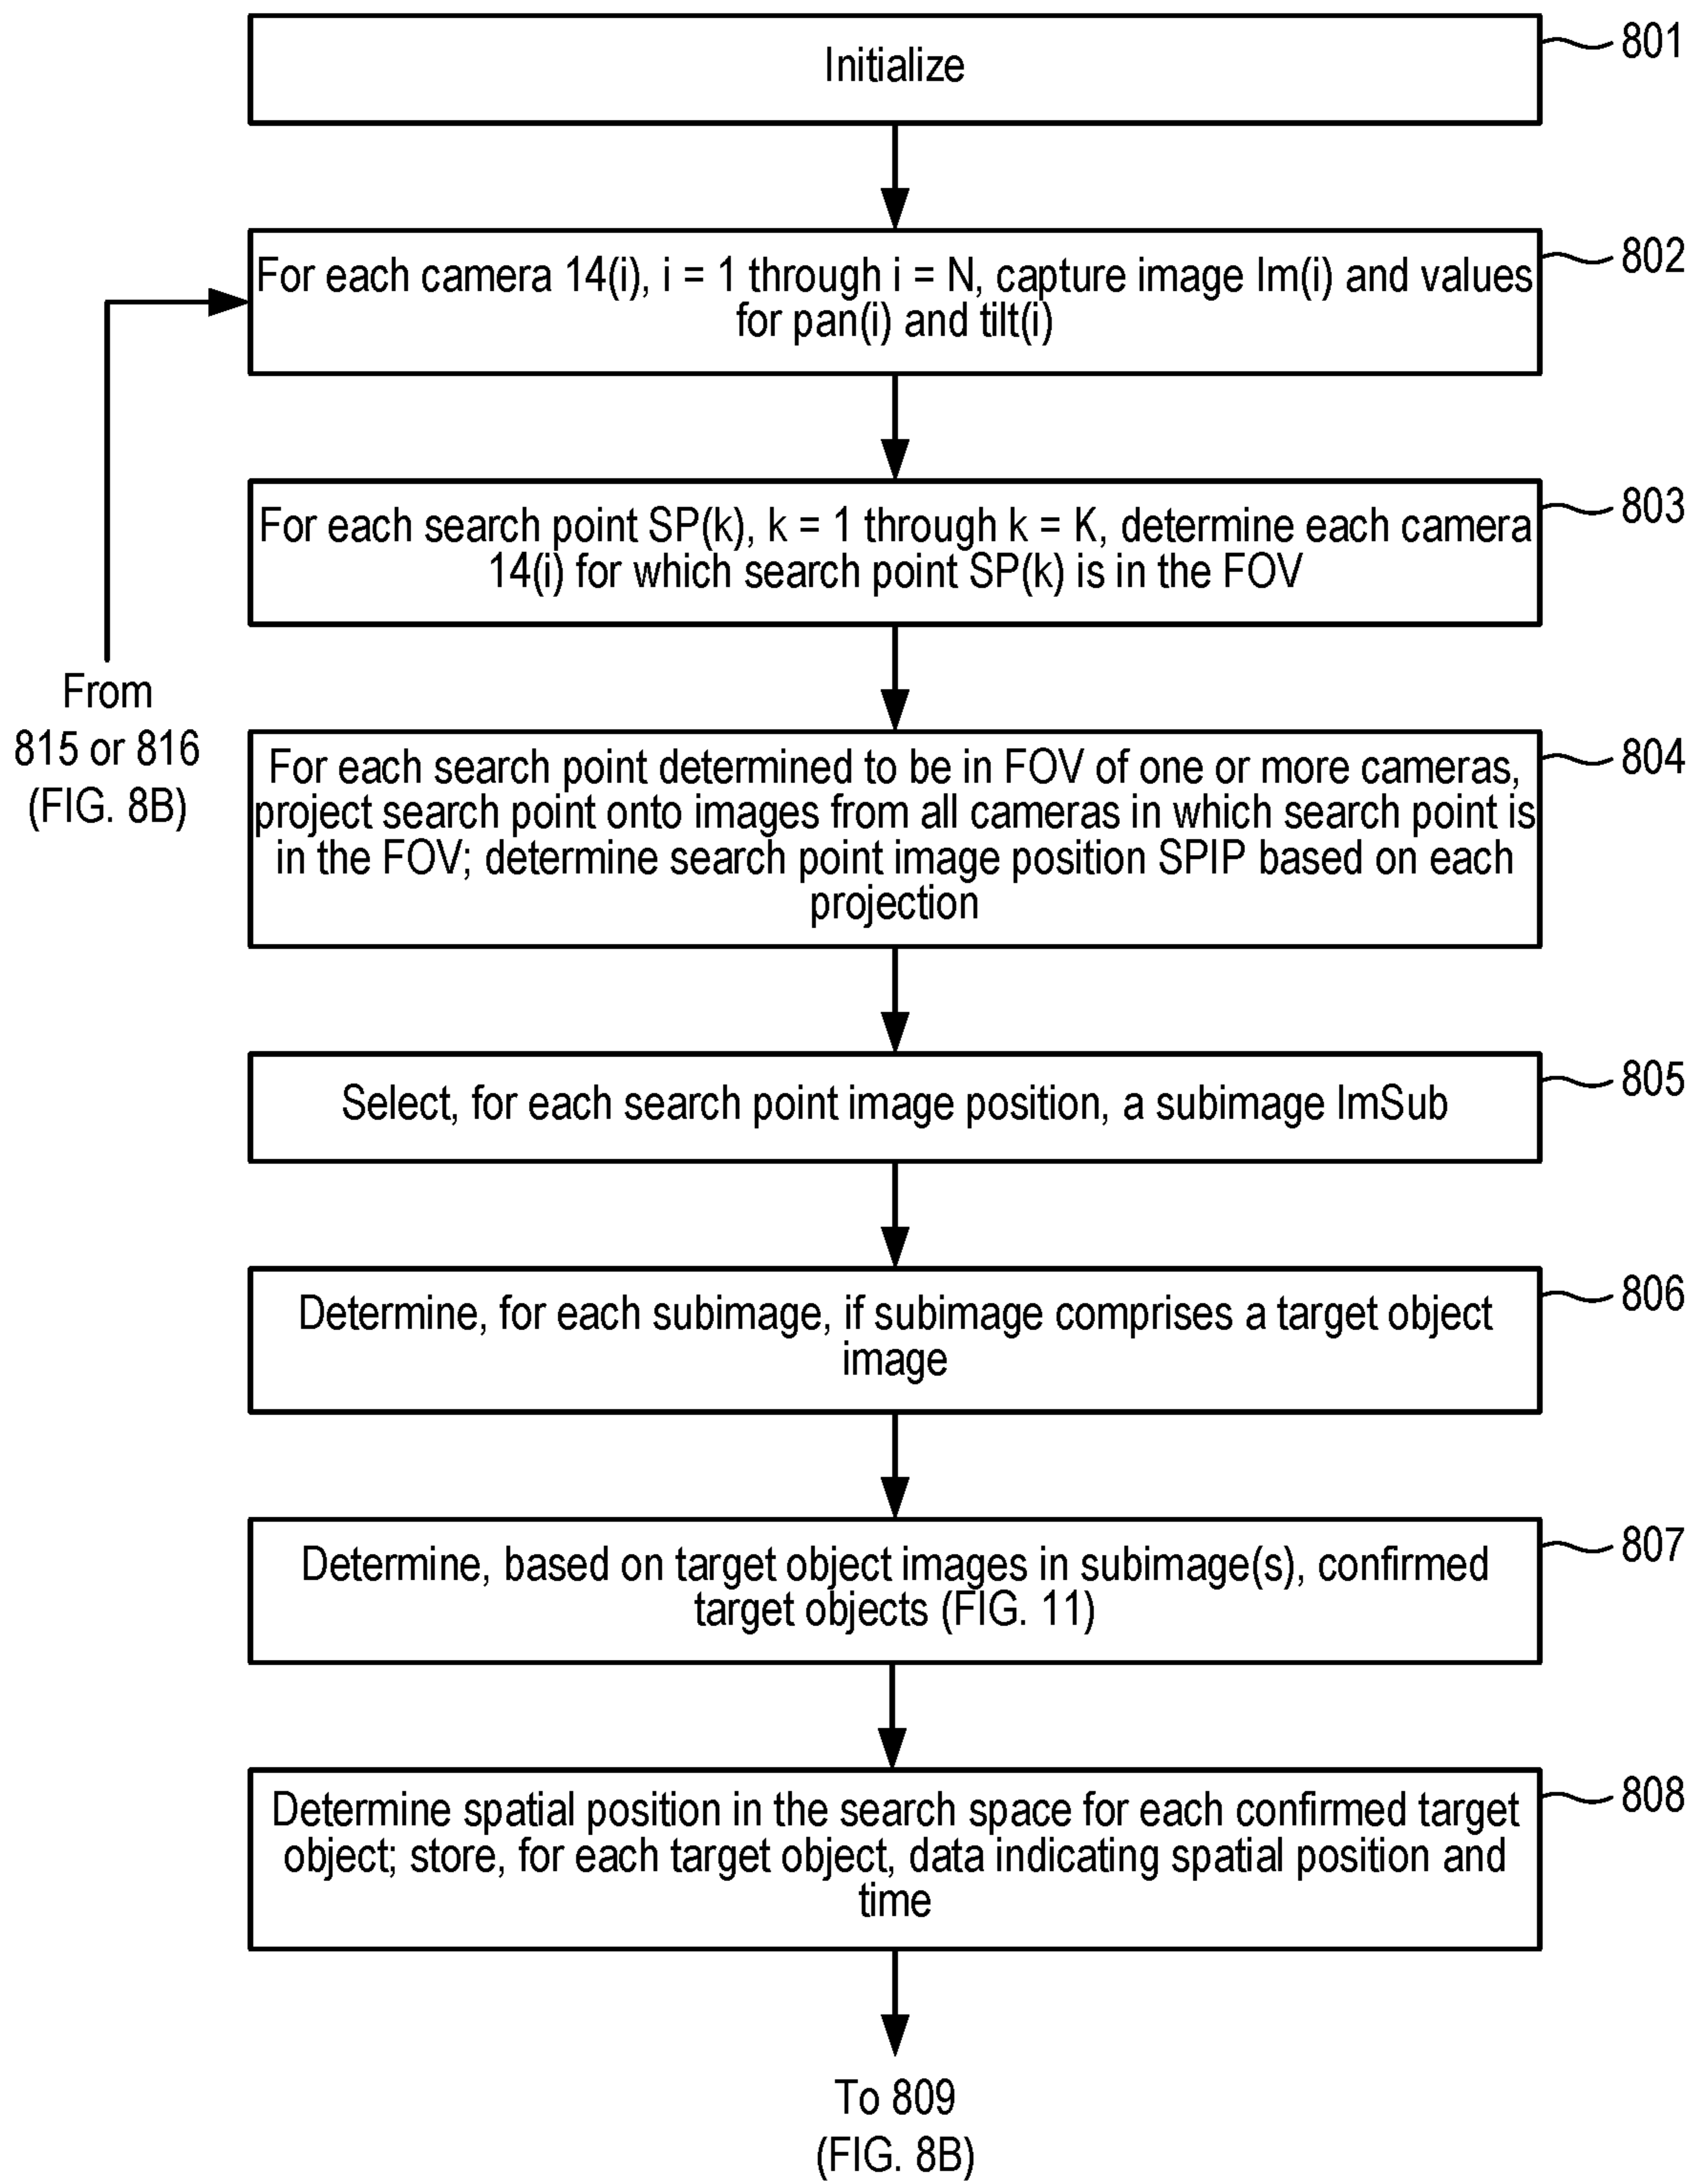 Initialize
801
For each camera 14(i), i = 1 through i = N, capture image Im(i) and values
for pan(i) and tilt(i)
802
For each search point SP(k), k = 1 through k = K, determine each camera
14(i) for which search point SP(k) is in the FOV
803
From
815 or 816
(FIG. 8B)
For each search point determined to be in FOV of one or more cameras,
project search point onto images from all cameras in which search point is
in the FOV; determine search point image position SPIP based on each
projection
804
Select, for each search point image position, a subimage ImSub
805
Determine, for each subimage, if subimage comprises a target object
image
806
Determine, based on target object images in subimage(s), confirmed
target objects (FIG. 11)
807
Determine spatial position in the search space for each confirmed target
object; store, for each target object, data indicating spatial position and
time
808
To 809
(FIG. 8B)